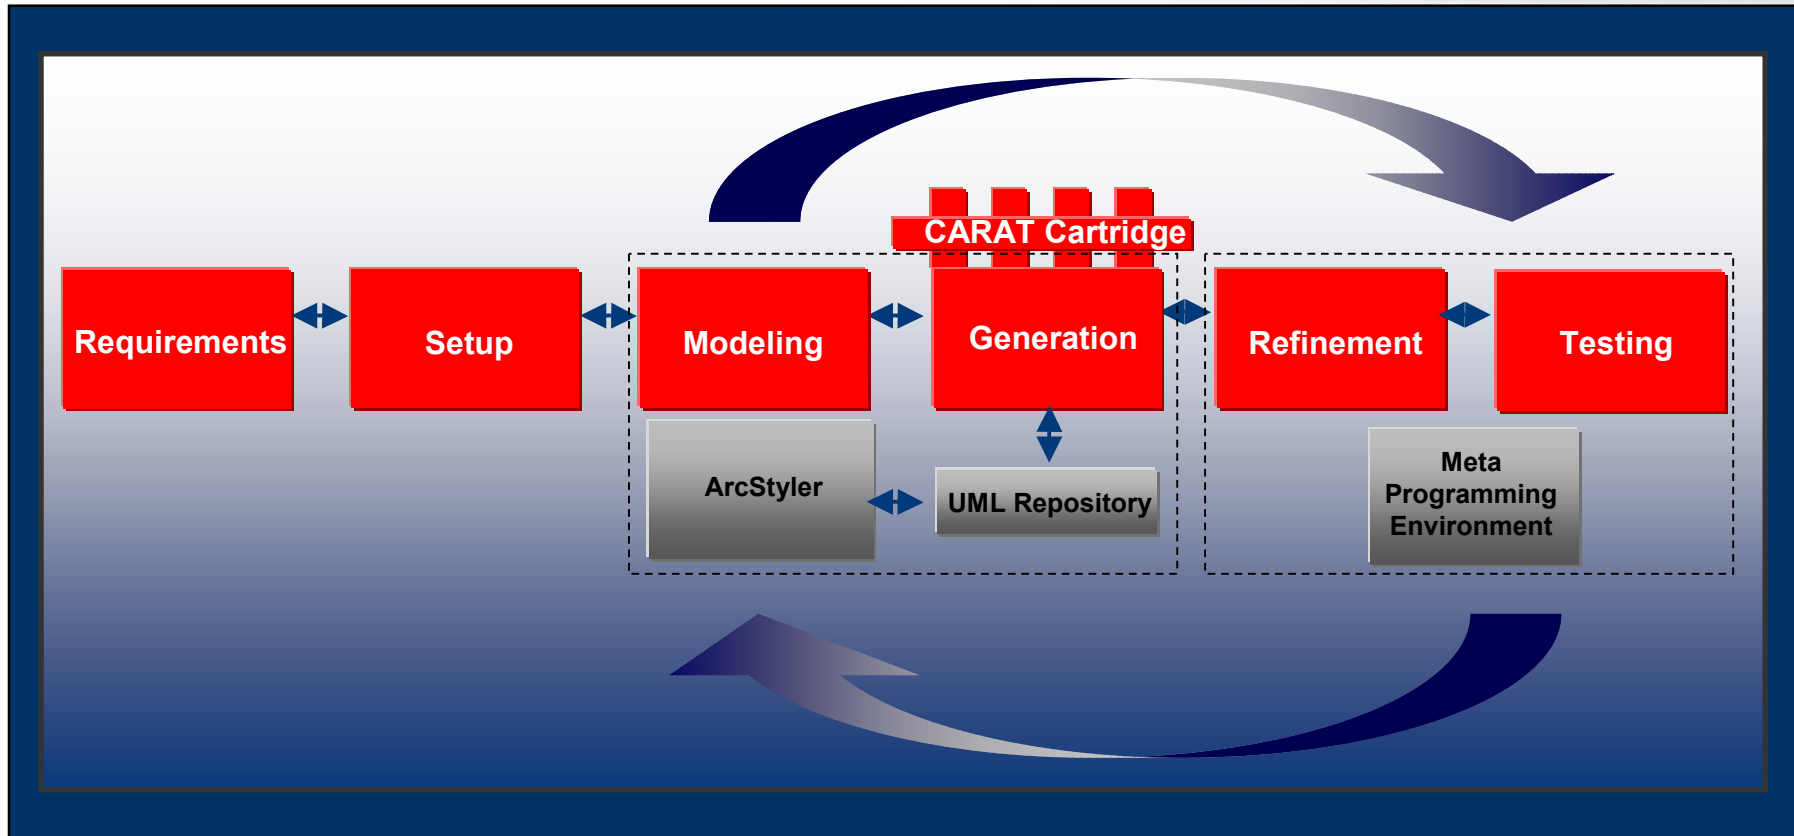 CARAT Cartridge
Requirements
Setup
Modeling
Generation
Refinement
Testing
ArcStyler
UML Repository
Meta
Programming
Environment